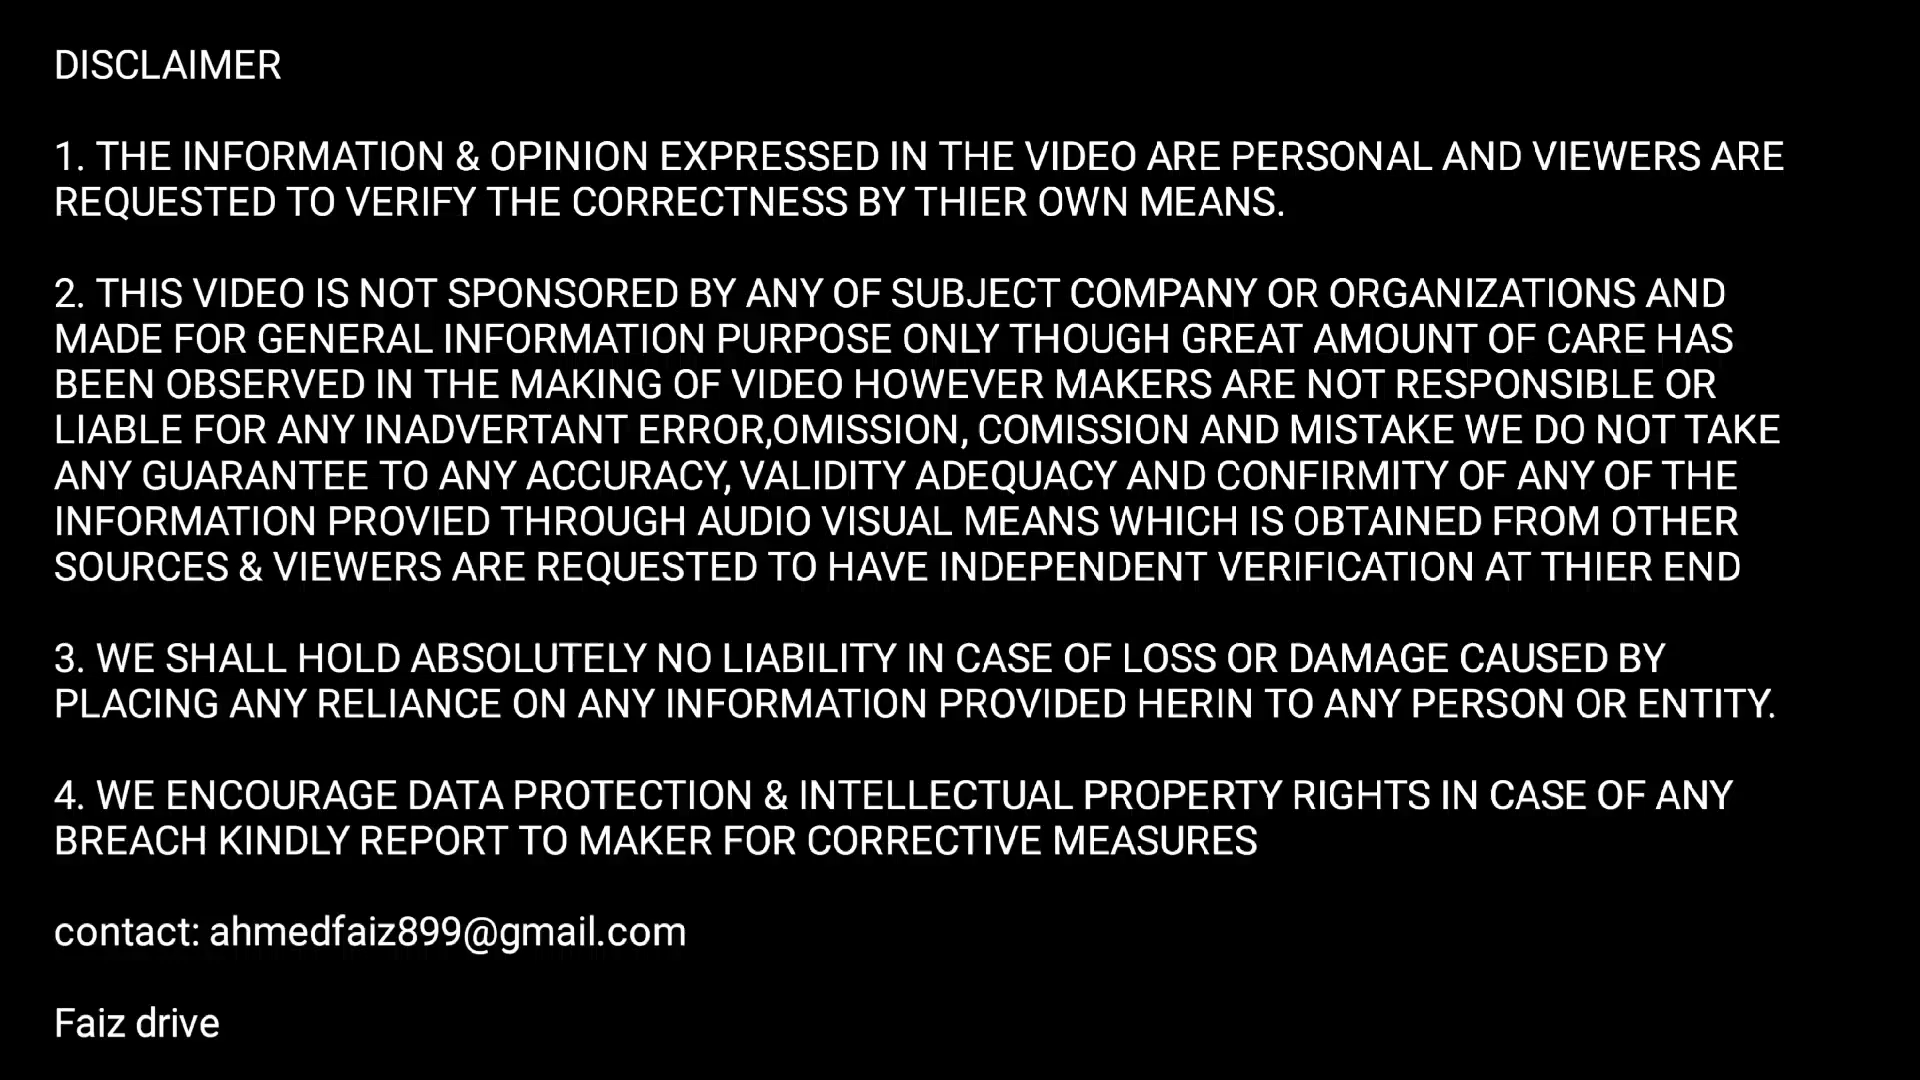 DISCLAIMER
1. THE INFORMATION & OPINION EXPRESSED IN THE VIDEO ARE PERSONAL AND VIEWERS ARE
REQUESTED TO VERIFY THE CORRECTNESS BY THIER OWN MEANS.
2. THIS VIDEO IS NOT SPONSORED BY ANY OF SUBJECT COMPANY OR ORGANIZATIONS AND
MADE FOR GENERAL INFORMATION PURPOSE ONLY THOUGH GREAT AMOUNT OF CARE HAS
BEEN OBSERVED IN THE MAKING OF VIDEO HOWEVER MAKERS ARE NOT RESPONSIBLE OR
LIABLE FOR ANY INADVERTANT ERROR,OMISSION, COMISSION AND MISTAKE WE DO NOT TAKE
ANY GUARANTEE TO ANY ACCURACY, VALIDITY ADEQUACY AND CONFIRMITY OF ANY OF THE
INFORMATION PROVIED THROUGH AUDIO VISUAL MEANS WHICH IS OBTAINED FROM OTHER
SOURCES & VIEWERS ARE REQUESTED TO HAVE INDEPENDENT VERIFICATION AT THIER END
3. WE SHALL HOLD ABSOLUTELY NO LIABILITY IN CASE OF LOSS OR DAMAGE CAUSED BY
PLACING ANY RELIANCE ON ANY INFORMATION PROVIDED HERIN TO ANY PERSON OR ENTITY.
4. WE ENCOURAGE DATA PROTECTION & INTELLECTUAL PROPERTY RIGHTS IN CASE OF ANY
BREACH KINDLY REPORT TO MAKER FOR CORRECTIVE MEASURES
contact: ahmedfaiz899@gmail.com
Faiz drive